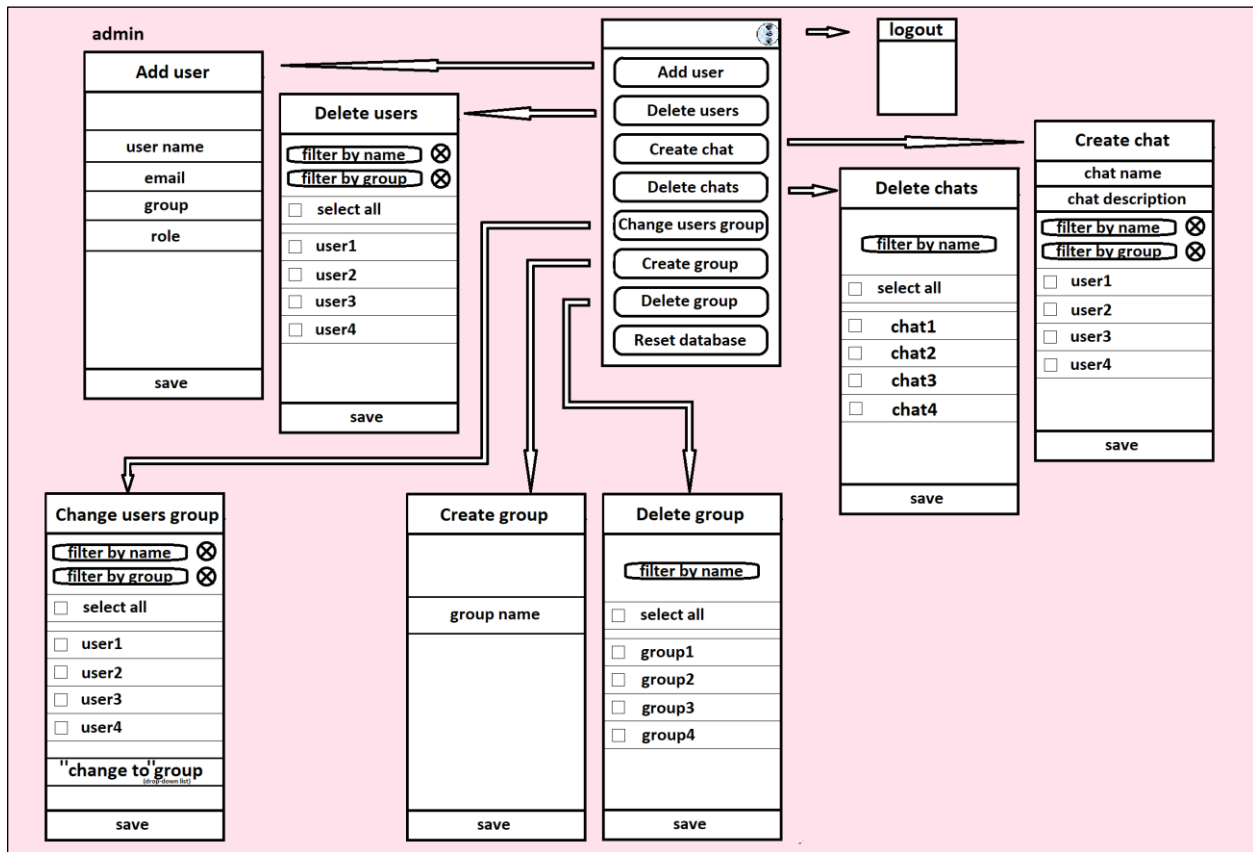 admin
Add user
user name
email
group
role
save
Delete users
filter by name
filter by group
select all
user1
user2
user3
user4
save
Add user
Delete users
Create chat
Delete chats
Change users group
Create group
Delete group
Reset database
logout
Delete chats
filter by name
select all
chat1
chat2
chat3
chat4
save
Create chat
chat name
chat description
filter by name
filter by group
user1
user2
user3
user4
save
Change users group
filter by name
filter by group
select all
user1
user2
user3
user4
"change to"group
(drop-down list)
save
Create group
group name
save
Delete group
filter by name
select all
group1
group2
group3
group4
save